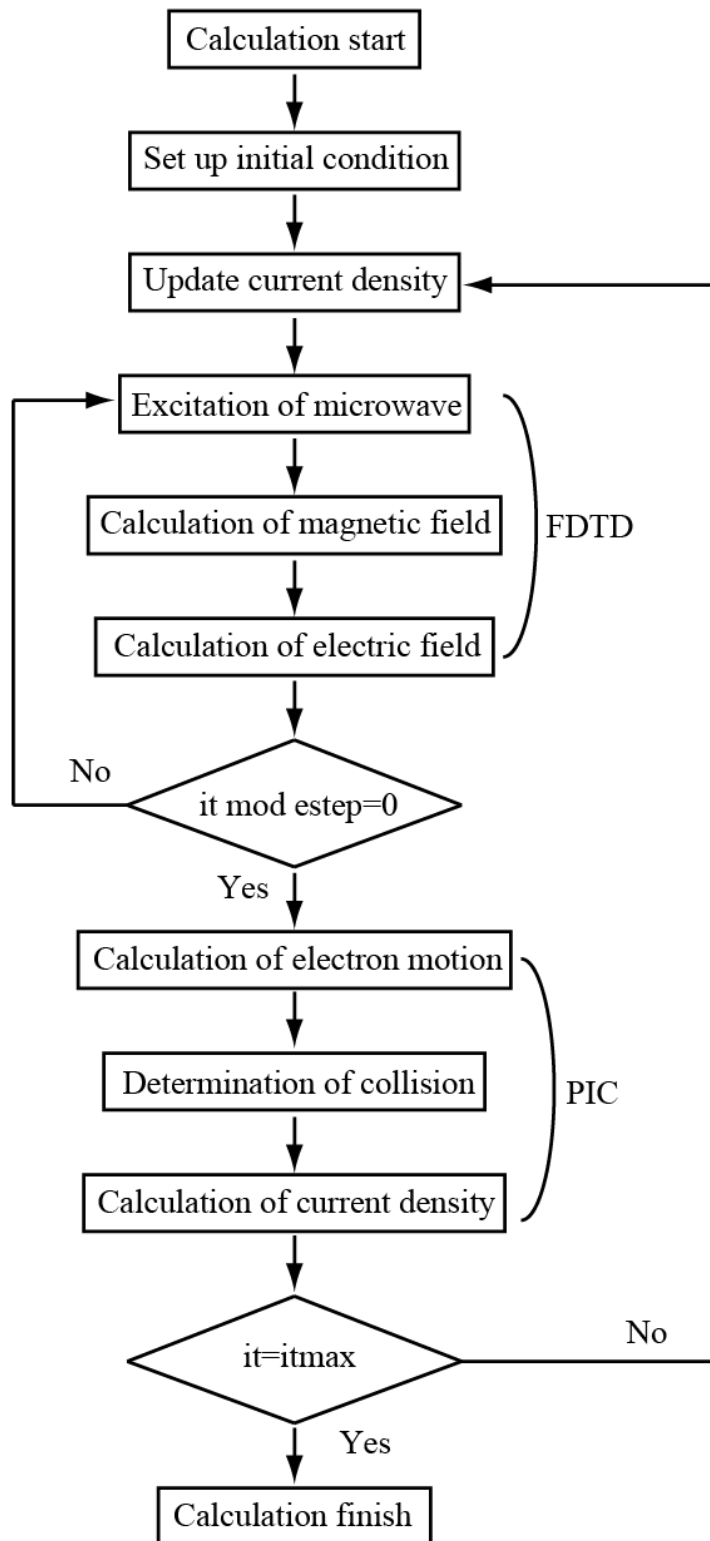 Calculation start
Set up initial condition
Update current density
Excitation of microwave
Calculation of magnetic field
FDTD
Calculation of electric field
No
it mod estep=0
Yes
Calculation of electron motion
Determination of collision
PIC
Calculation of current density
it=itmax
No
Yes
Calculation finish